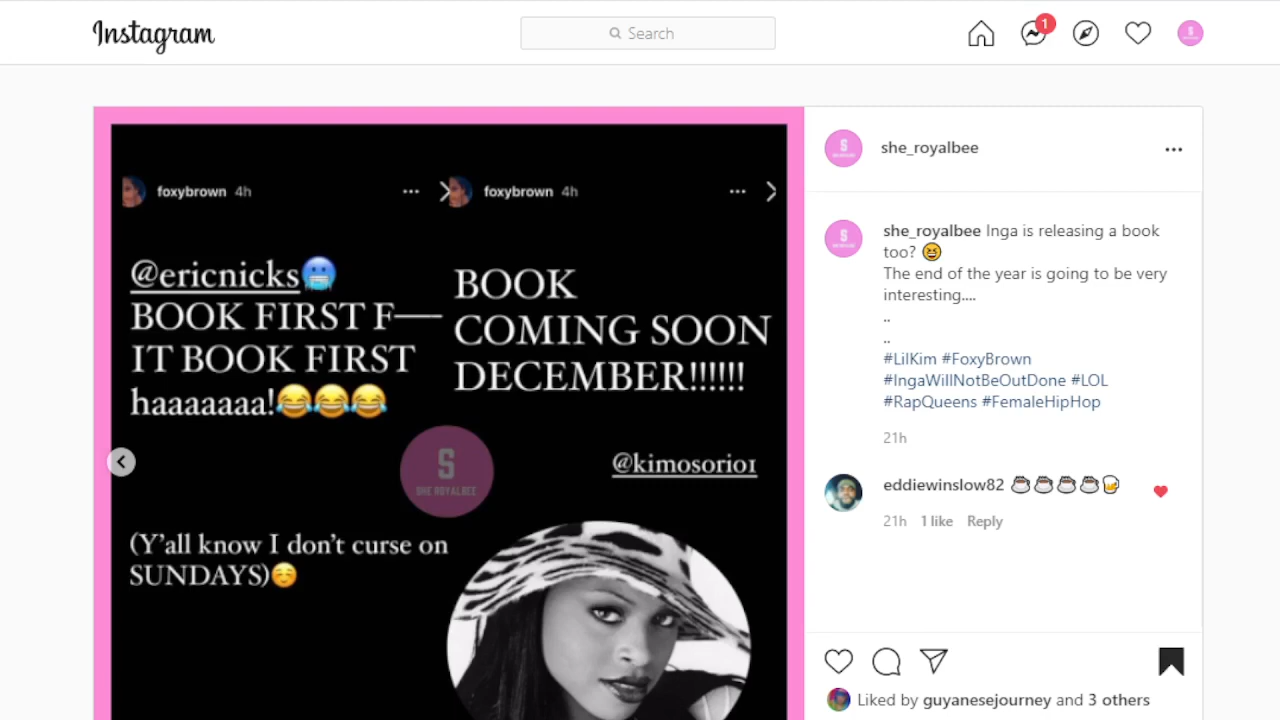 Instagram
Search
1
foxybrown 4h ···
foxybrown 4h ···
@ericnicks🥶
BOOK FIRST F—
IT BOOK FIRST
haaaaaaa!😂😂😂
(Y'all know I don't curse on
SUNDAYS)☺️
BOOK
COMING SOON
DECEMBER!!!!!!
@kimosorio1
S
SHE ROYALBEE
she_royalbee
she_royalbee Inga is releasing a book
too? 😆
The end of the year is going to be very
interesting....
..
..
#LilKim #FoxyBrown
#IngaWillNotBeOutDone #LOL
#RapQueens #FemaleHipHop
21h
eddiewinslow82 ☕☕☕☕🍺
21h 1 like Reply
Liked by guyanesejourney and 3 others